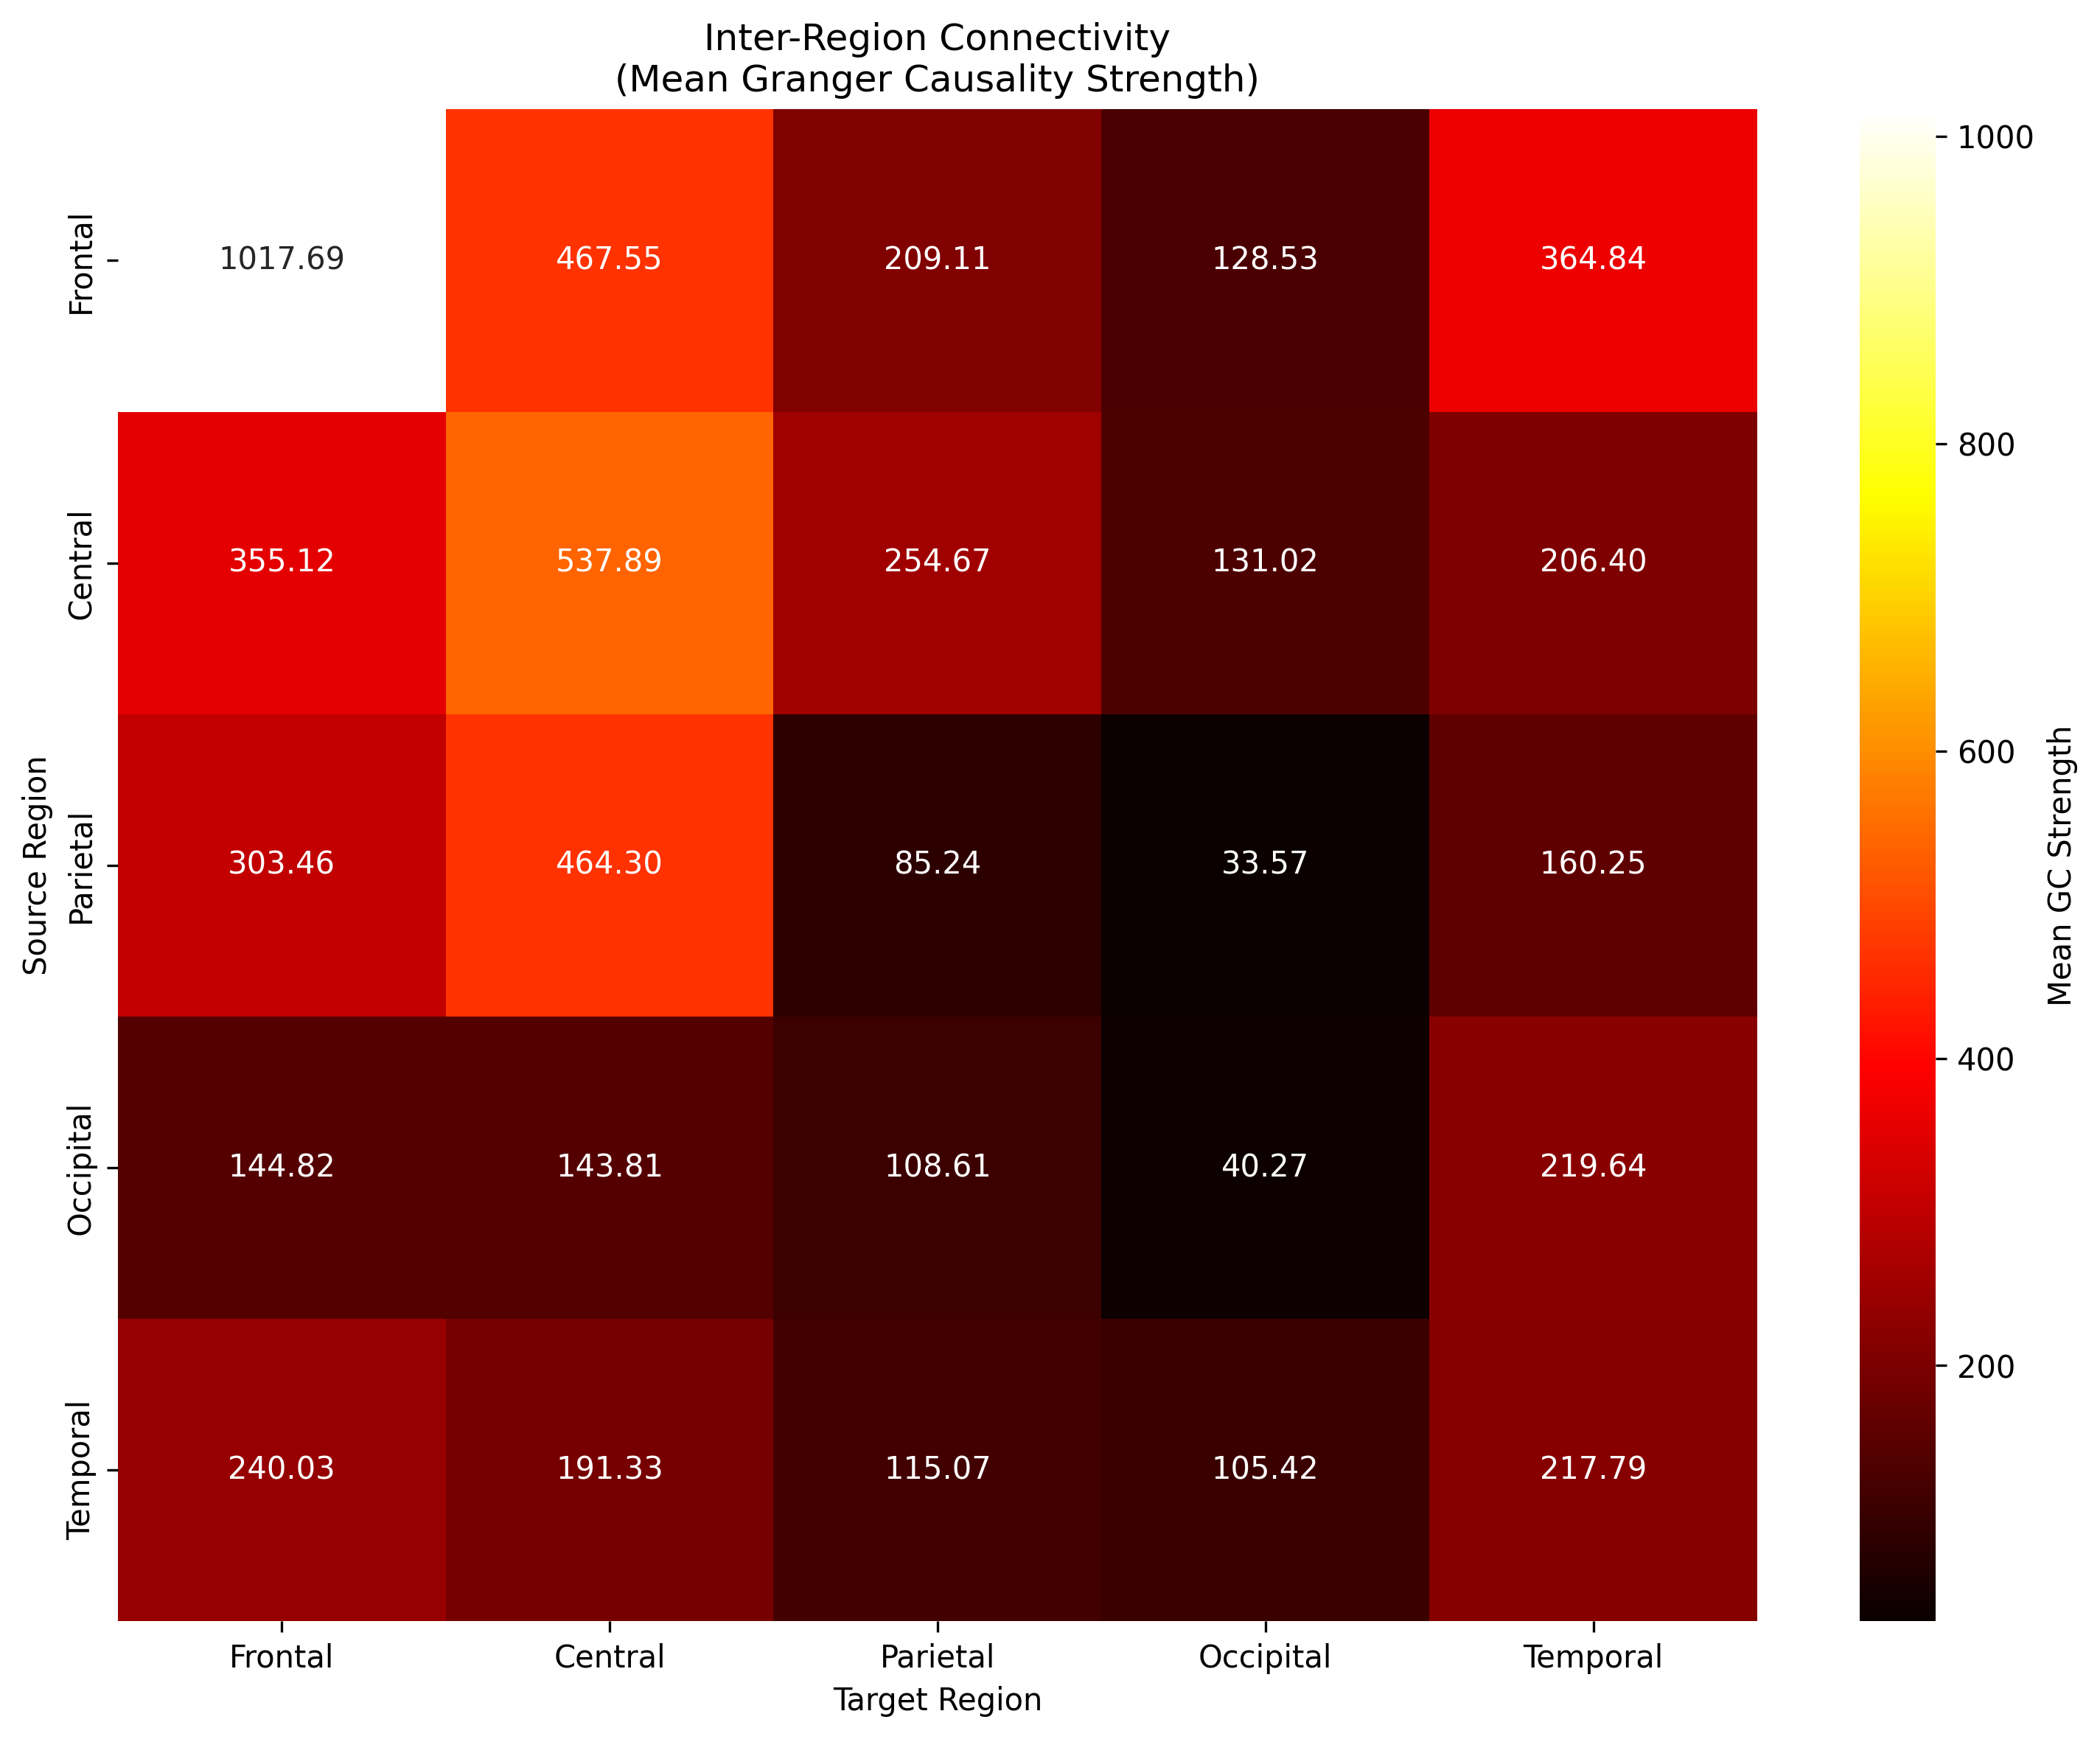 Inter-Region Connectivity
(Mean Granger Causality Strength)
Source Region
Frontal
1017.69 467.55 209.11 128.53 364.84
Central
355.12 537.89 254.67 131.02 206.40
Parietal
303.46 464.30 85.24 33.57 160.25
Occipital
144.82 143.81 108.61 40.27 219.64
Temporal
240.03 191.33 115.07 105.42 217.79
Frontal Central Parietal Occipital Temporal
Target Region
1000
800
600
400
200
Mean GC Strength